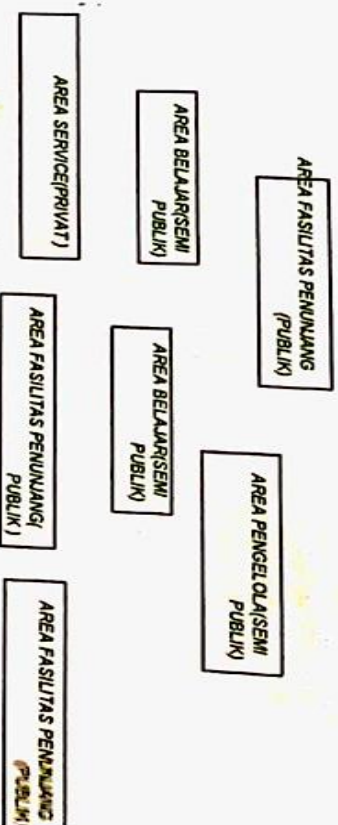 AREA FASILITAS PENUNJANG
(PUBLIK)
AREA PENGELOLA(SEMI
PUBLIK)
AREA BELAJAR(SEMI
PUBLIK)
AREA BELAJAR(SEMI
PUBLIK)
AREA SERVICE(PRIVAT)
AREA FASILITAS PENUNJANG(
PUBLIK )
AREA FASILITAS PENUNJANG
(PUBLIK)